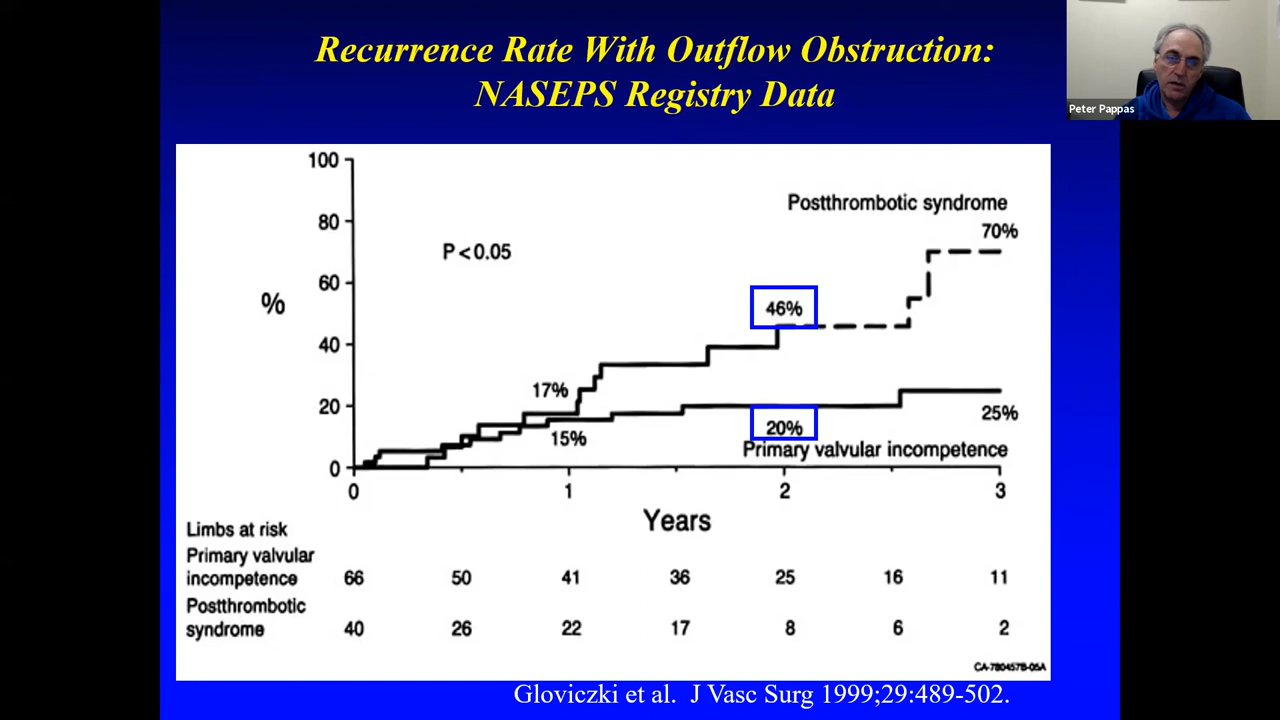 Recurrence Rate With Outflow Obstruction:
NASEPS Registry Data
Peter Pappas
100
80
60
40
20
0
%
P < 0.05
Postthrombotic syndrome
70%
46%
17%
15%
20%
25%
Primary valvular incompetence
0 1 2 3
Years
Limbs at risk
Primary valvular
incompetence 66 50 41 36 25 16 11
Postthrombotic
syndrome 40 26 22 17 8 6 2
CA-780457B-05A
Gloviczki et al. J Vasc Surg 1999;29:489-502.